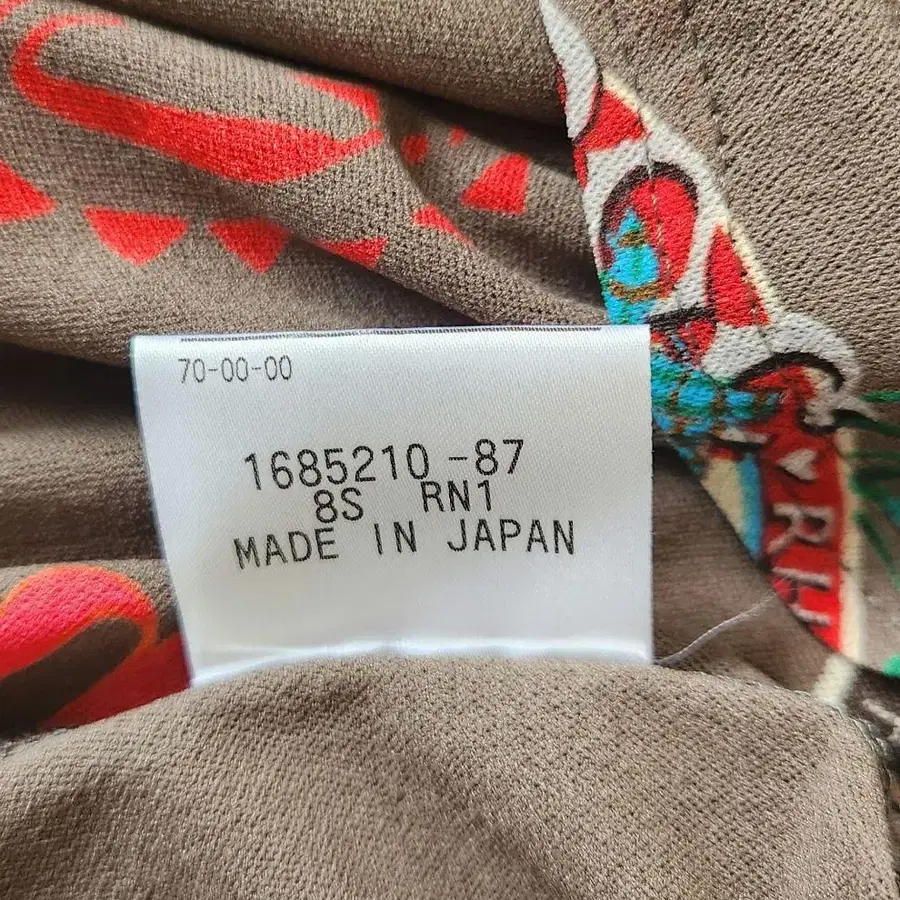 70-00-00
1685210 -87
8S RN1
MADE IN JAPAN